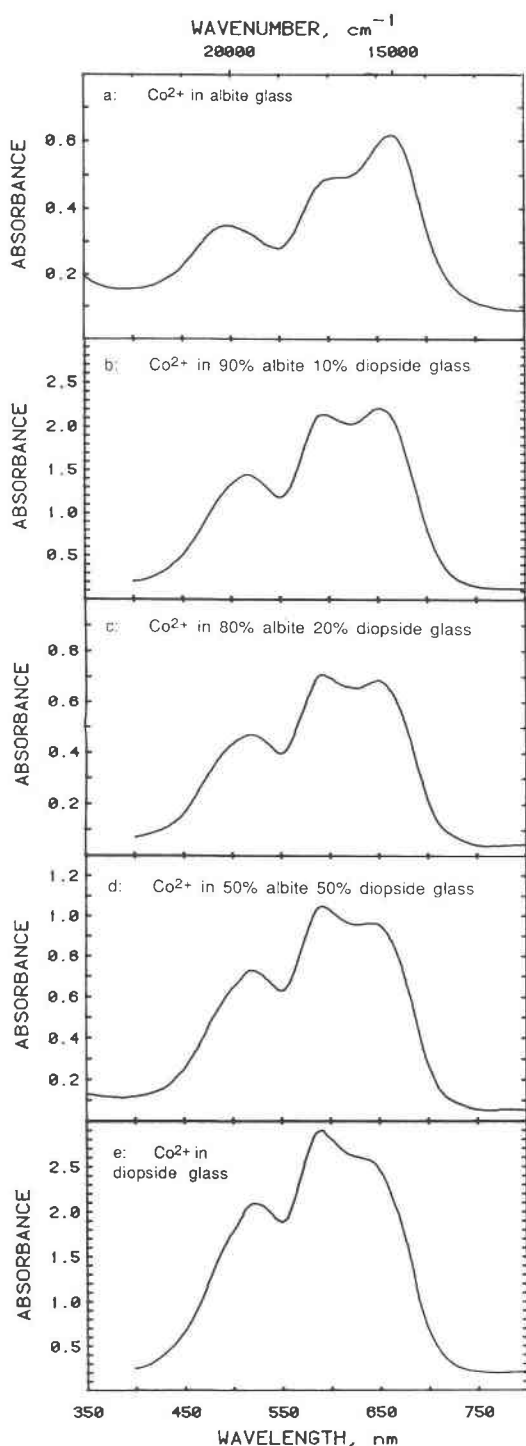 WAVENUMBER, cm⁻¹
20000 15000
a: Co²⁺ in albite glass
ABSORBANCE
0.6
0.4
0.2
b: Co²⁺ in 90% albite 10% diopside glass
ABSORBANCE
2.5
2.0
1.5
1.0
0.5
c: Co²⁺ in 80% albite 20% diopside glass
ABSORBANCE
0.8
0.6
0.4
0.2
d: Co²⁺ in 50% albite 50% diopside glass
ABSORBANCE
1.2
1.0
0.8
0.6
0.4
0.2
e: Co²⁺ in
diopside glass
ABSORBANCE
2.5
2.0
1.5
1.0
0.5
350 450 550 650 750
WAVELENGTH, nm